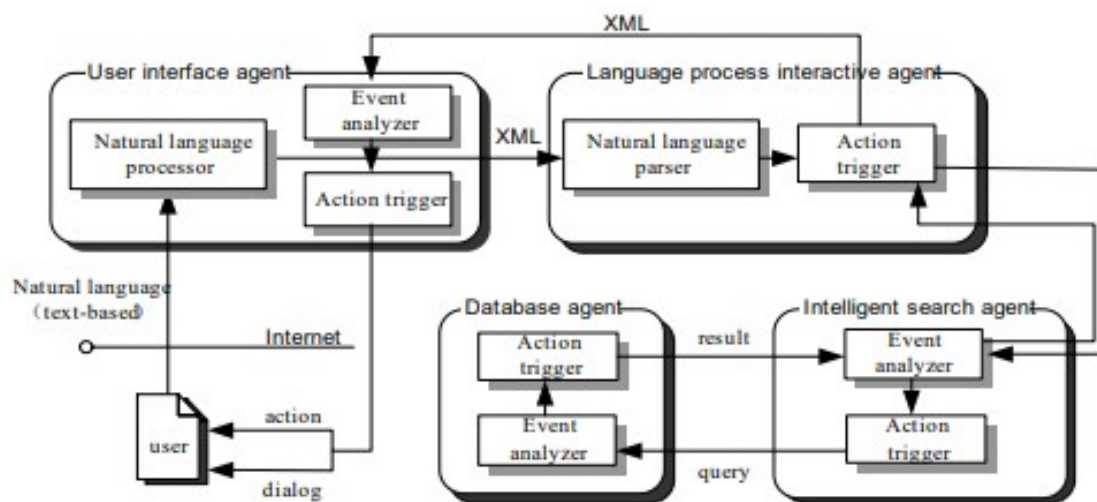 XML
User interface agent
Language process interactive agent
Event
analyzer
Natural language
processor
XML
Natural language
parser
Action
trigger
Action trigger
Natural language
（text-based）
Internet
Database agent
Intelligent search agent
Action
trigger
result
Event
analyzer
user
action
dialog
Event
analyzer
query
Action
trigger